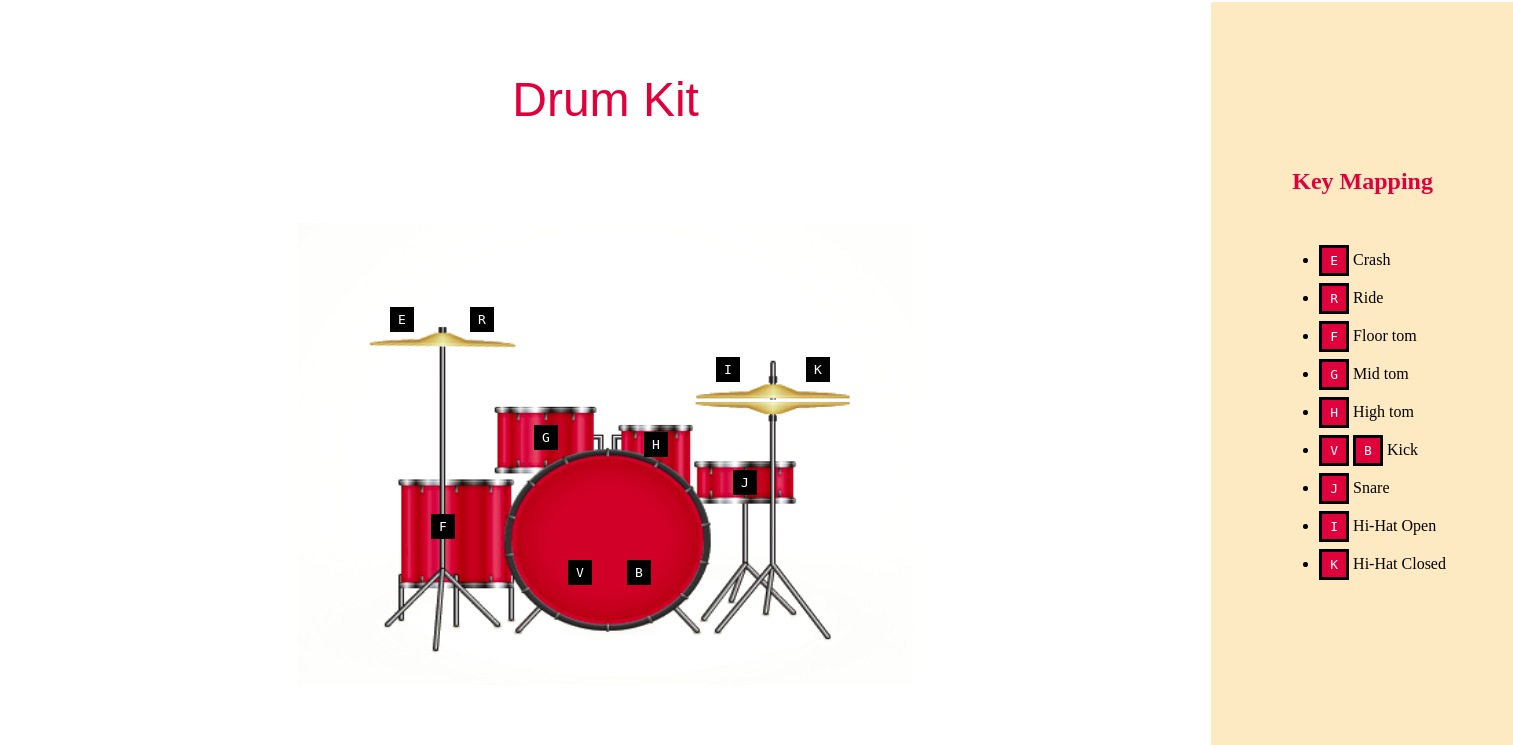 Drum Kit
E R
I K
G
H
J
F
V B
Key Mapping
E Crash
R Ride
F Floor tom
G Mid tom
H High tom
V B Kick
J Snare
I Hi-Hat Open
K Hi-Hat Closed